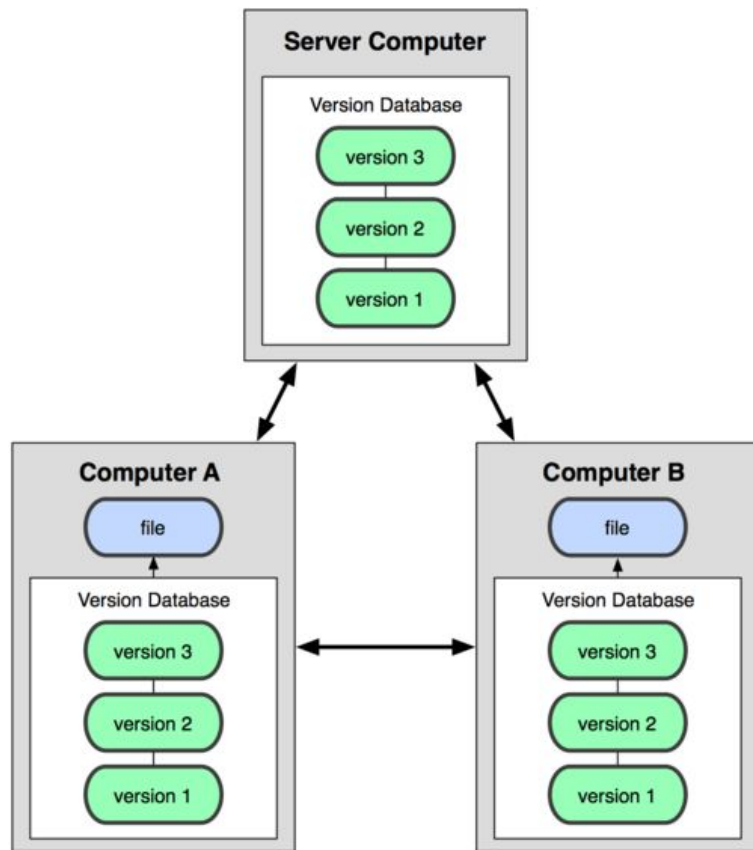 Server Computer
Version Database
version 3
version 2
version 1
Computer A
file
Version Database
version 3
version 2
version 1
Computer B
file
Version Database
version 3
version 2
version 1